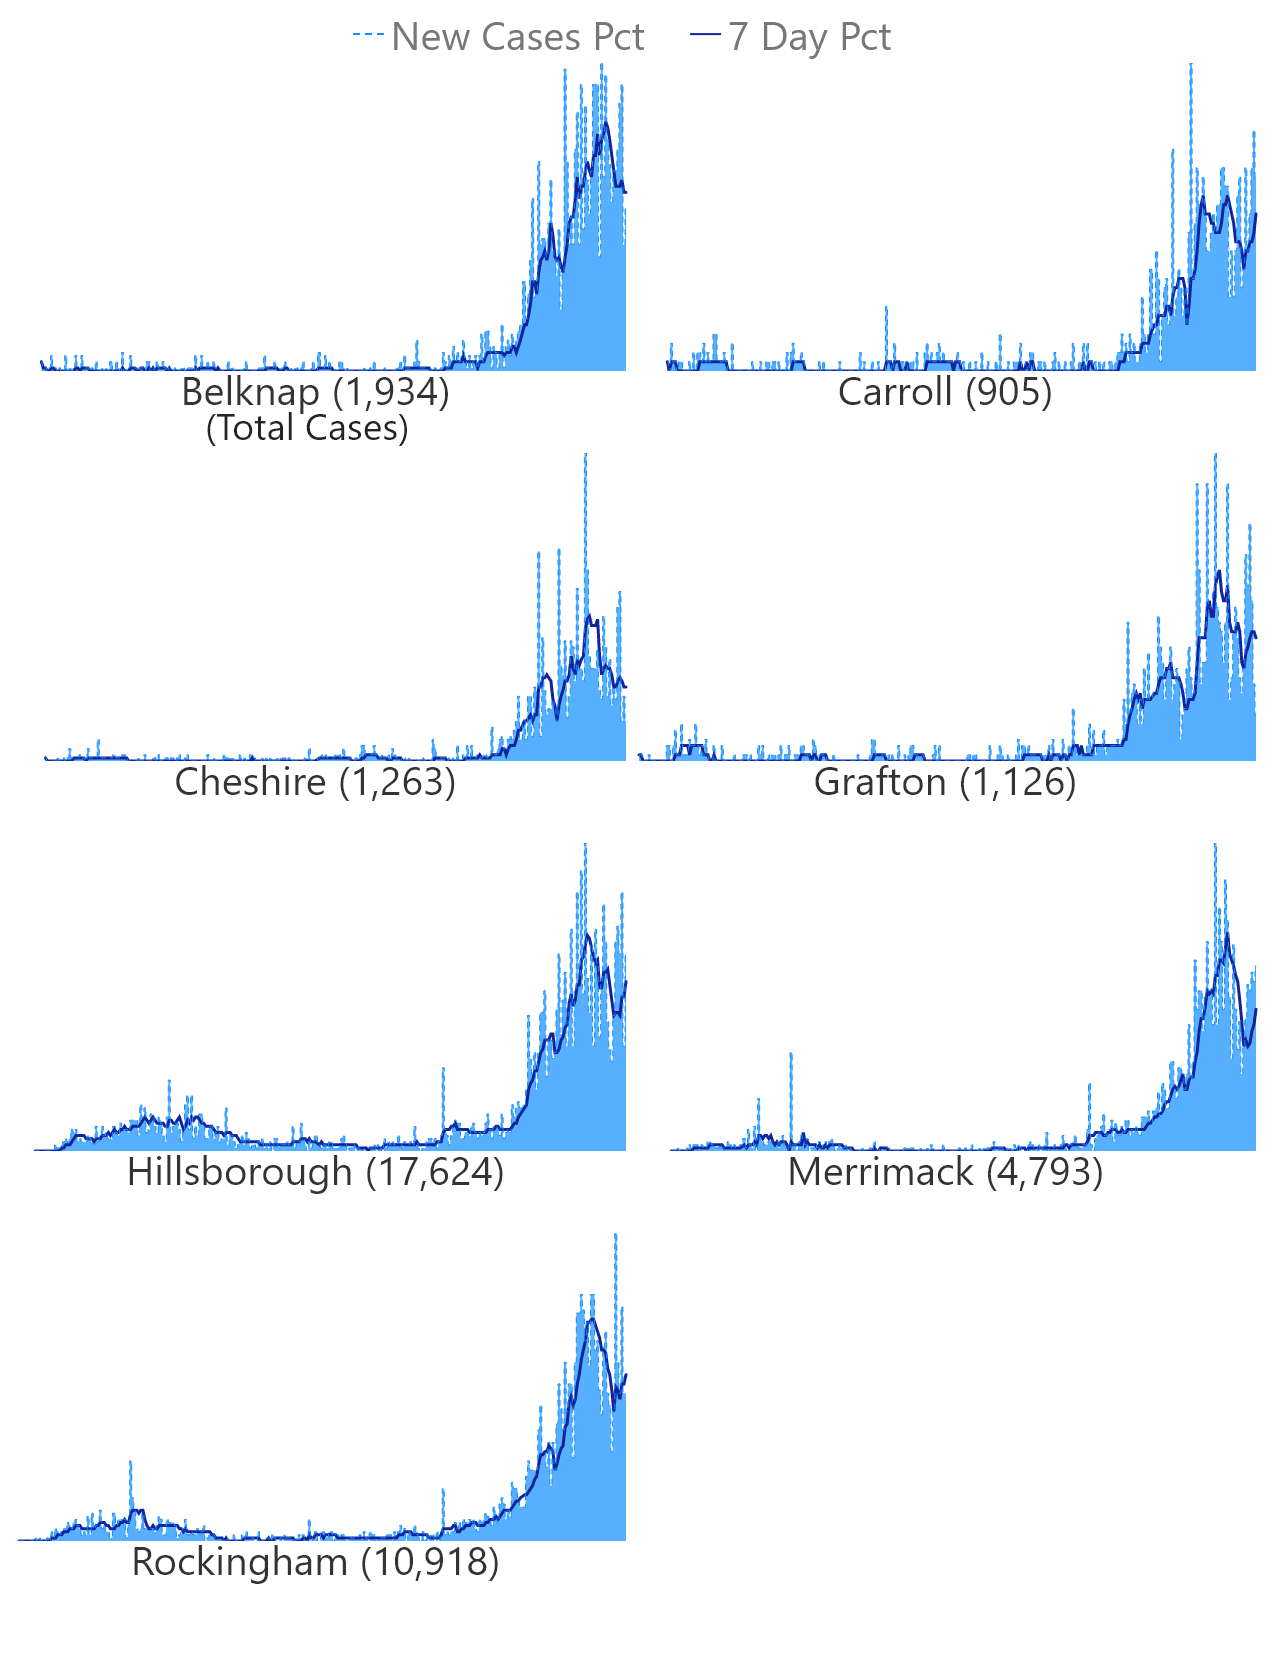 New Cases Pct 7 Day Pct
Belknap (1,934) Carroll (905)
(Total Cases)
Cheshire (1,263) Grafton (1,126)
Hillsborough (17,624) Merrimack (4,793)
Rockingham (10,918)